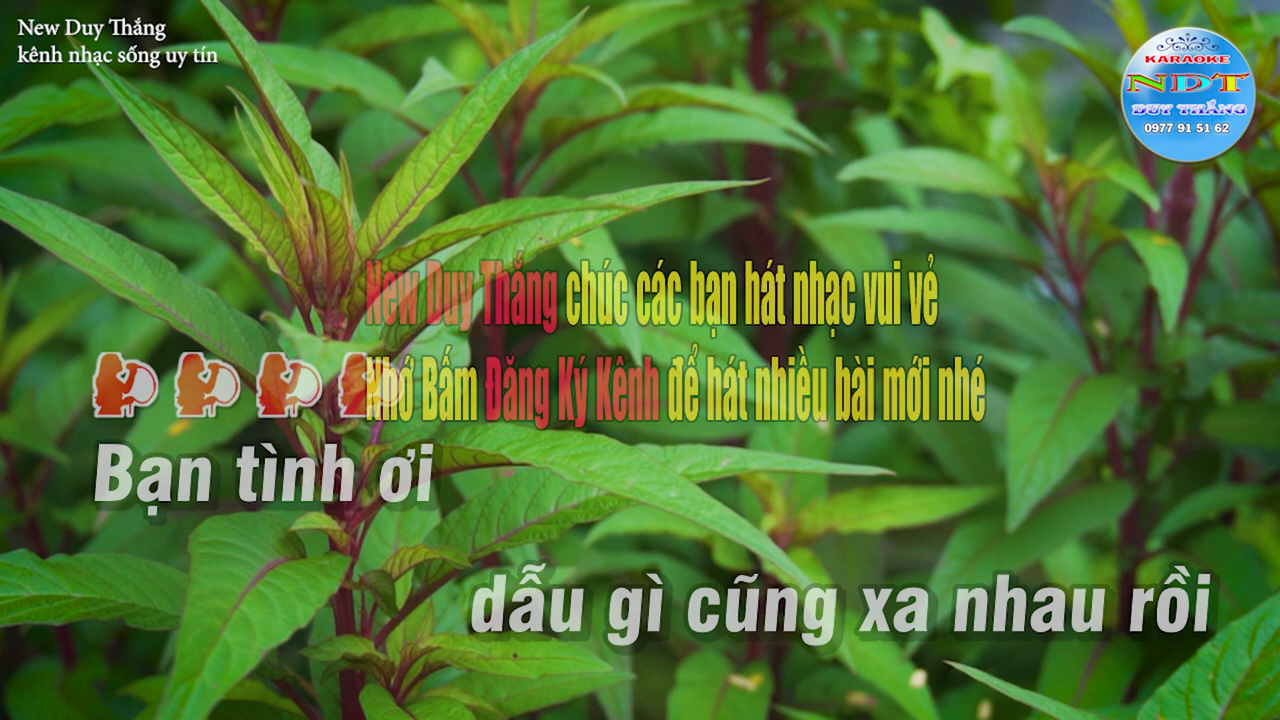 New Duy Thắng
kênh nhạc sống uy tín
KARAOKE
NDT
DUY THẮNG
0977 91 51 62
New Duy Thắng chúc các bạn hát nhạc vui vẻ
Nhớ Bấm Đăng Ký Kênh để hát nhiều bài mới nhé
Bạn tình ơi
dẫu gì cũng xa nhau rồi